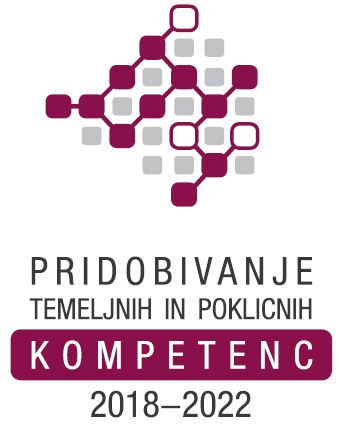 PRIDOBIVANJE
TEMELJNIH IN POKLICNIH
KOMPETENC
2018–2022